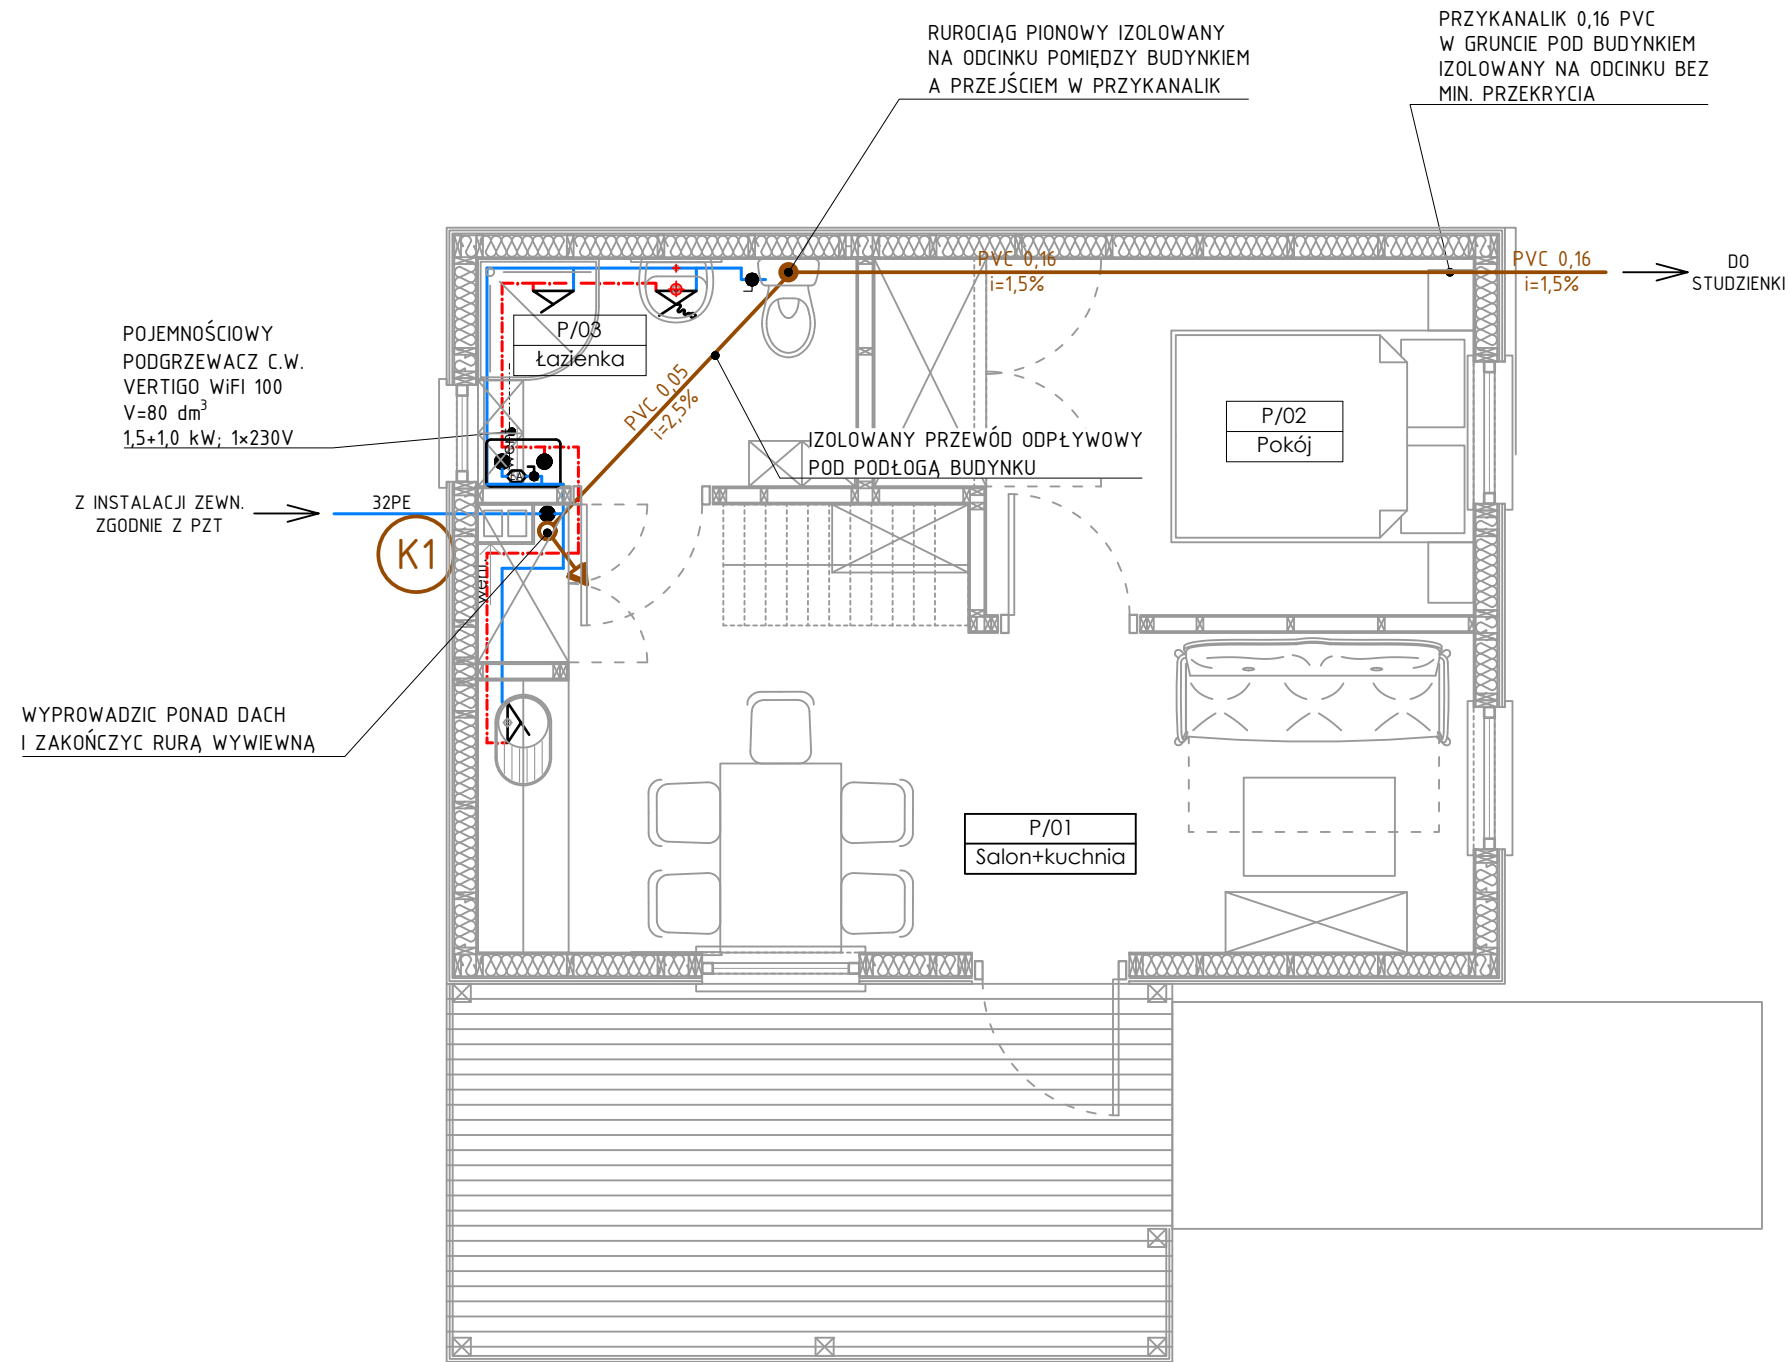 RUROCIĄG PIONOWY IZOLOWANY
NA ODCINKU POMIĘDZY BUDYNKIEM
A PRZEJŚCIEM W PRZYKANALIK
PRZYKANALIK 0,16 PVC
W GRUNCIE POD BUDYNKIEM
IZOLOWANY NA ODCINKU BEZ
MIN. PRZEKRYCIA
PVC 0,16
i=1,5%
PVC 0,16
i=1,5%
DO
STUDZIENKI
POJEMNOŚCIOWY
PODGRZEWACZ C.W.
VERTIGO WiFI 100
V=80 dm³
1,5+1,0 kW; 1×230V
P/03
Łazienka
PVC 0,05
i=2,5%
P/02
Pokój
IZOLOWANY PRZEWÓD ODPŁYWOWY
POD PODŁOGĄ BUDYNKU
went
Z INSTALACJI ZEWN.
ZGODNIE Z PZT
32PE
K1
went
WYPROWADZIC PONAD DACH
I ZAKOŃCZYC RURĄ WYWIEWNĄ
P/01
Salon+kuchnia